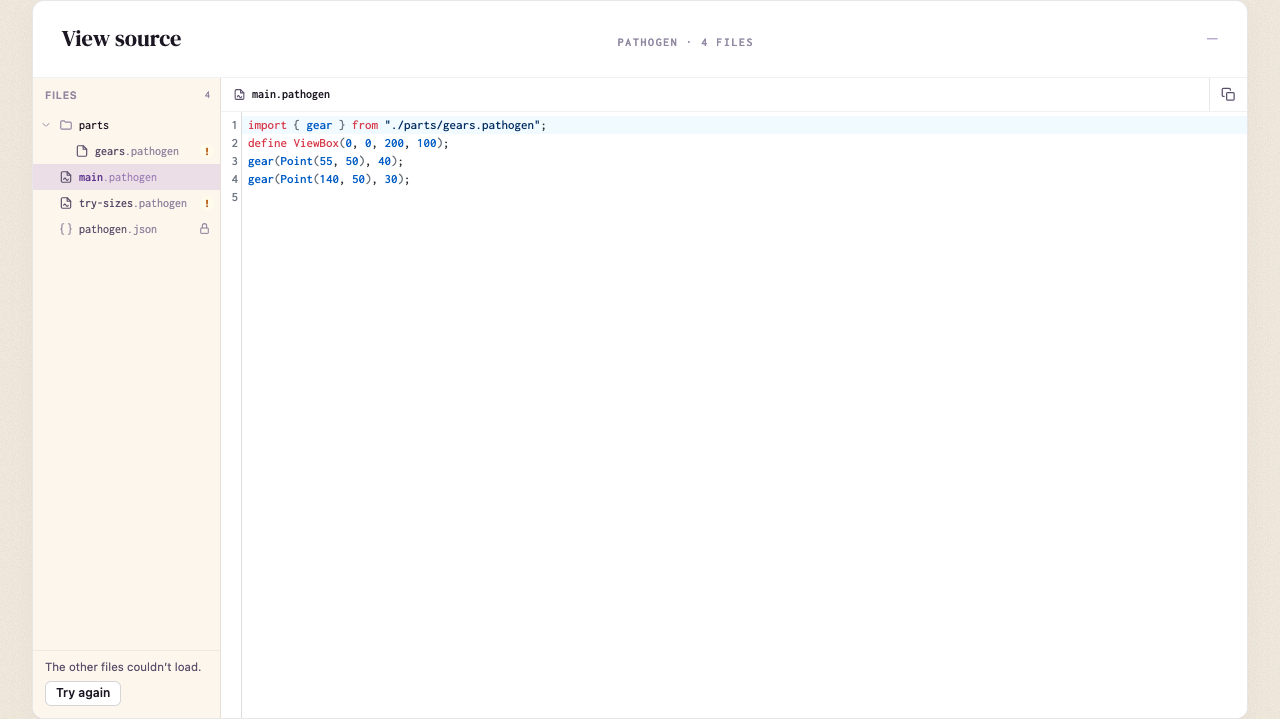 View source
PATHOGEN · 4 FILES
FILES 4
parts
gears.pathogen !
main.pathogen
try-sizes.pathogen !
{} pathogen.json
The other files couldn't load.
Try again
main.pathogen
1 import { gear } from "./parts/gears.pathogen";
2 define ViewBox(0, 0, 200, 100);
3 gear(Point(55, 50), 40);
4 gear(Point(140, 50), 30);
5